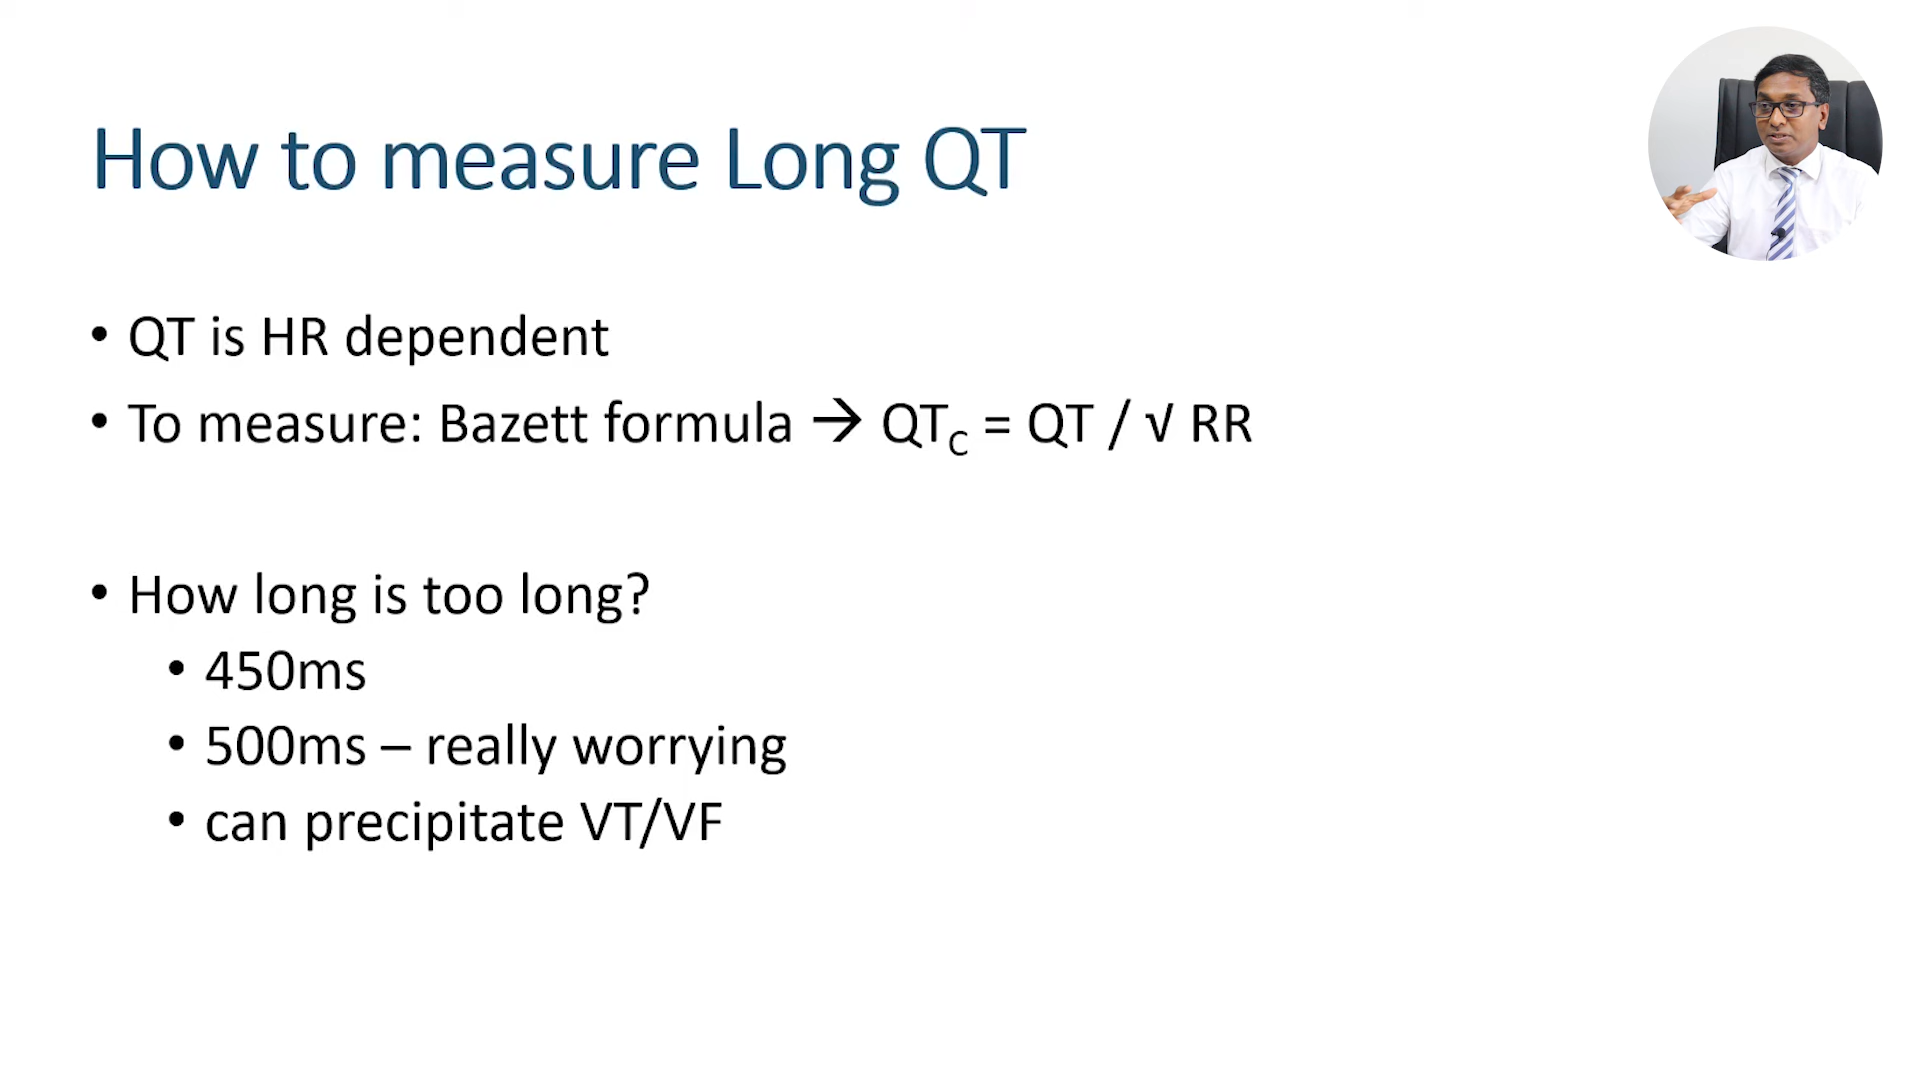 How to measure Long QT
• QT is HR dependent
• To measure: Bazett formula → QTC = QT / √ RR
• How long is too long?
• 450ms
• 500ms – really worrying
• can precipitate VT/VF